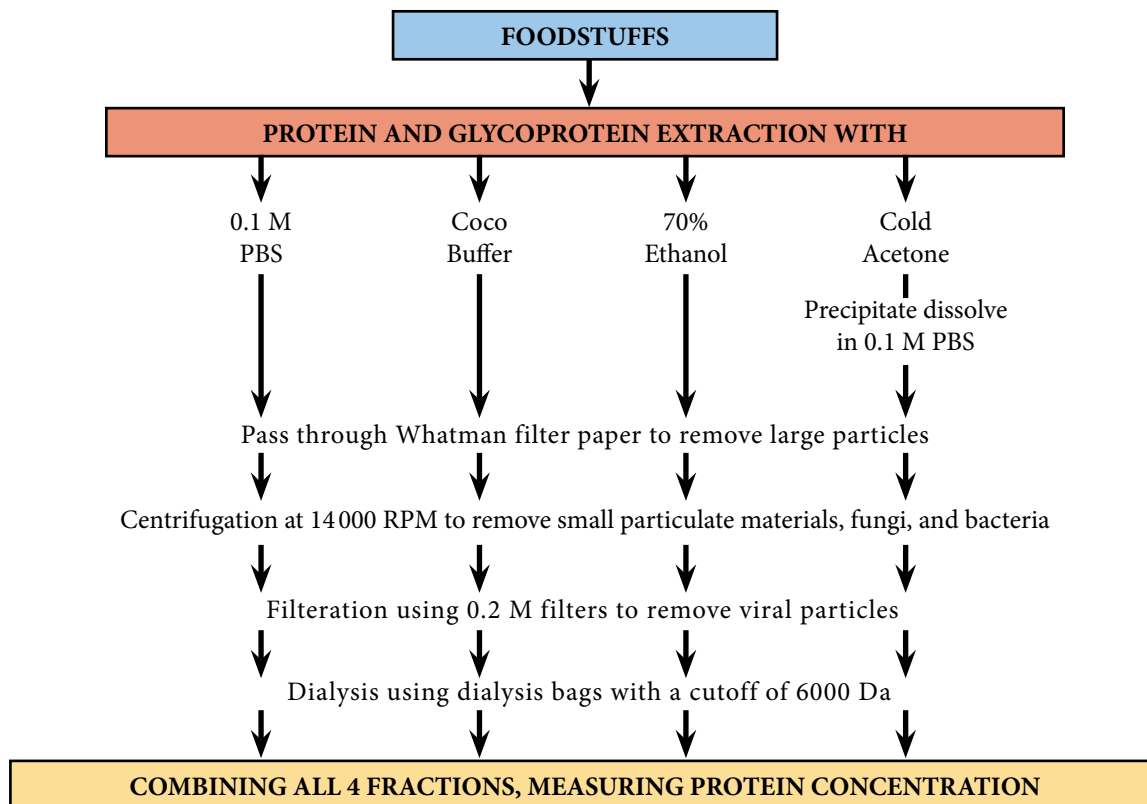 FOODSTUFFS
PROTEIN AND GLYCOPROTEIN EXTRACTION WITH
0.1 M
PBS
Coco
Buffer
70%
Ethanol
Cold
Acetone
Precipitate dissolve
in 0.1 M PBS
Pass through Whatman filter paper to remove large particles
Centrifugation at 14 000 RPM to remove small particulate materials, fungi, and bacteria
Filteration using 0.2 M filters to remove viral particles
Dialysis using dialysis bags with a cutoff of 6000 Da
COMBINING ALL 4 FRACTIONS, MEASURING PROTEIN CONCENTRATION